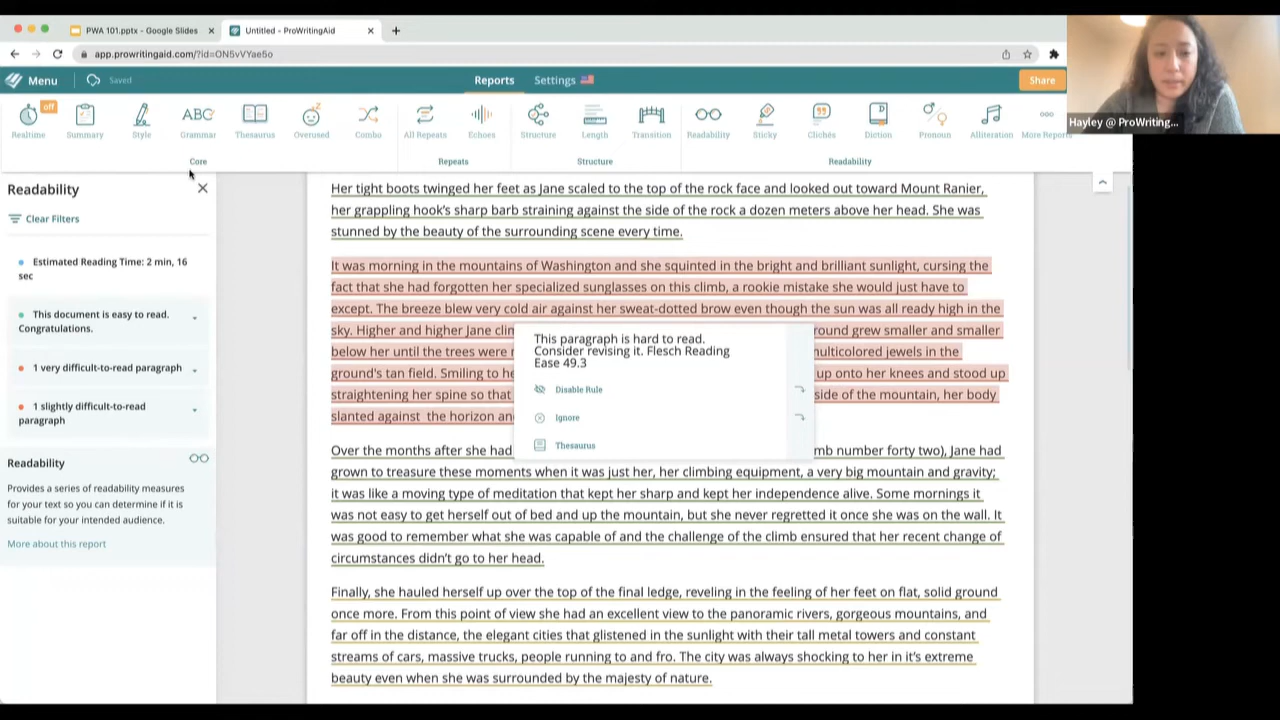 PWA 101.pptx - Google Slides
Untitled - ProWritingAid
app.prowritingaid.com/?id=ON5vVYae5o
Menu
Saved
Reports
Settings
Share
off
ABC
Realtime
Summary
Style
Grammar
Thesaurus
Overused
Combo
All Repeats
Echoes
Structure
Length
Transition
Readability
Sticky
Clichés
Diction
Pronoun
Alliteration
More Reports
Core
Repeats
Structure
Readability
Hayley @ ProWriting...
Readability
Clear Filters
Estimated Reading Time: 2 min, 16
sec
This document is easy to read.
Congratulations.
1 very difficult-to-read paragraph
1 slightly difficult-to-read
paragraph
Readability
Provides a series of readability measures
for your text so you can determine if it is
suitable for your intended audience.
More about this report
Her tight boots twinged her feet as Jane scaled to the top of the rock face and looked out toward Mount Ranier,
her grappling hook's sharp barb straining against the side of the rock a dozen meters above her head. She was
stunned by the beauty of the surrounding scene every time.
It was morning in the mountains of Washington and she squinted in the bright and brilliant sunlight, cursing the
fact that she had forgotten her specialized sunglasses on this climb, a rookie mistake she would just have to
except. The breeze blew very cold air against her sweat-dotted brow even though the sun was all ready high in the
sky. Higher and higher Jane clim round grew smaller and smaller
below her until the trees were nulticolored jewels in the
ground's tan field. Smiling to he up onto her knees and stood up
straightening her spine so that side of the mountain, her body
slanted against the horizon an
This paragraph is hard to read.
Consider revising it. Flesch Reading
Ease 49.3
Disable Rule
Ignore
Thesaurus
Over the months after she had mb number forty two), Jane had
grown to treasure these moments when it was just her, her climbing equipment, a very big mountain and gravity;
it was like a moving type of meditation that kept her sharp and kept her independence alive. Some mornings it
was not easy to get herself out of bed and up the mountain, but she never regretted it once she was on the wall. It
was good to remember what she was capable of and the challenge of the climb ensured that her recent change of
circumstances didn't go to her head.
Finally, she hauled herself up over the top of the final ledge, reveling in the feeling of her feet on flat, solid ground
once more. From this point of view she had an excellent view to the panoramic rivers, gorgeous mountains, and
far off in the distance, the elegant cities that glistened in the sunlight with their tall metal towers and constant
streams of cars, massive trucks, people running to and fro. The city was always shocking to her in it's extreme
beauty even when she was surrounded by the majesty of nature.